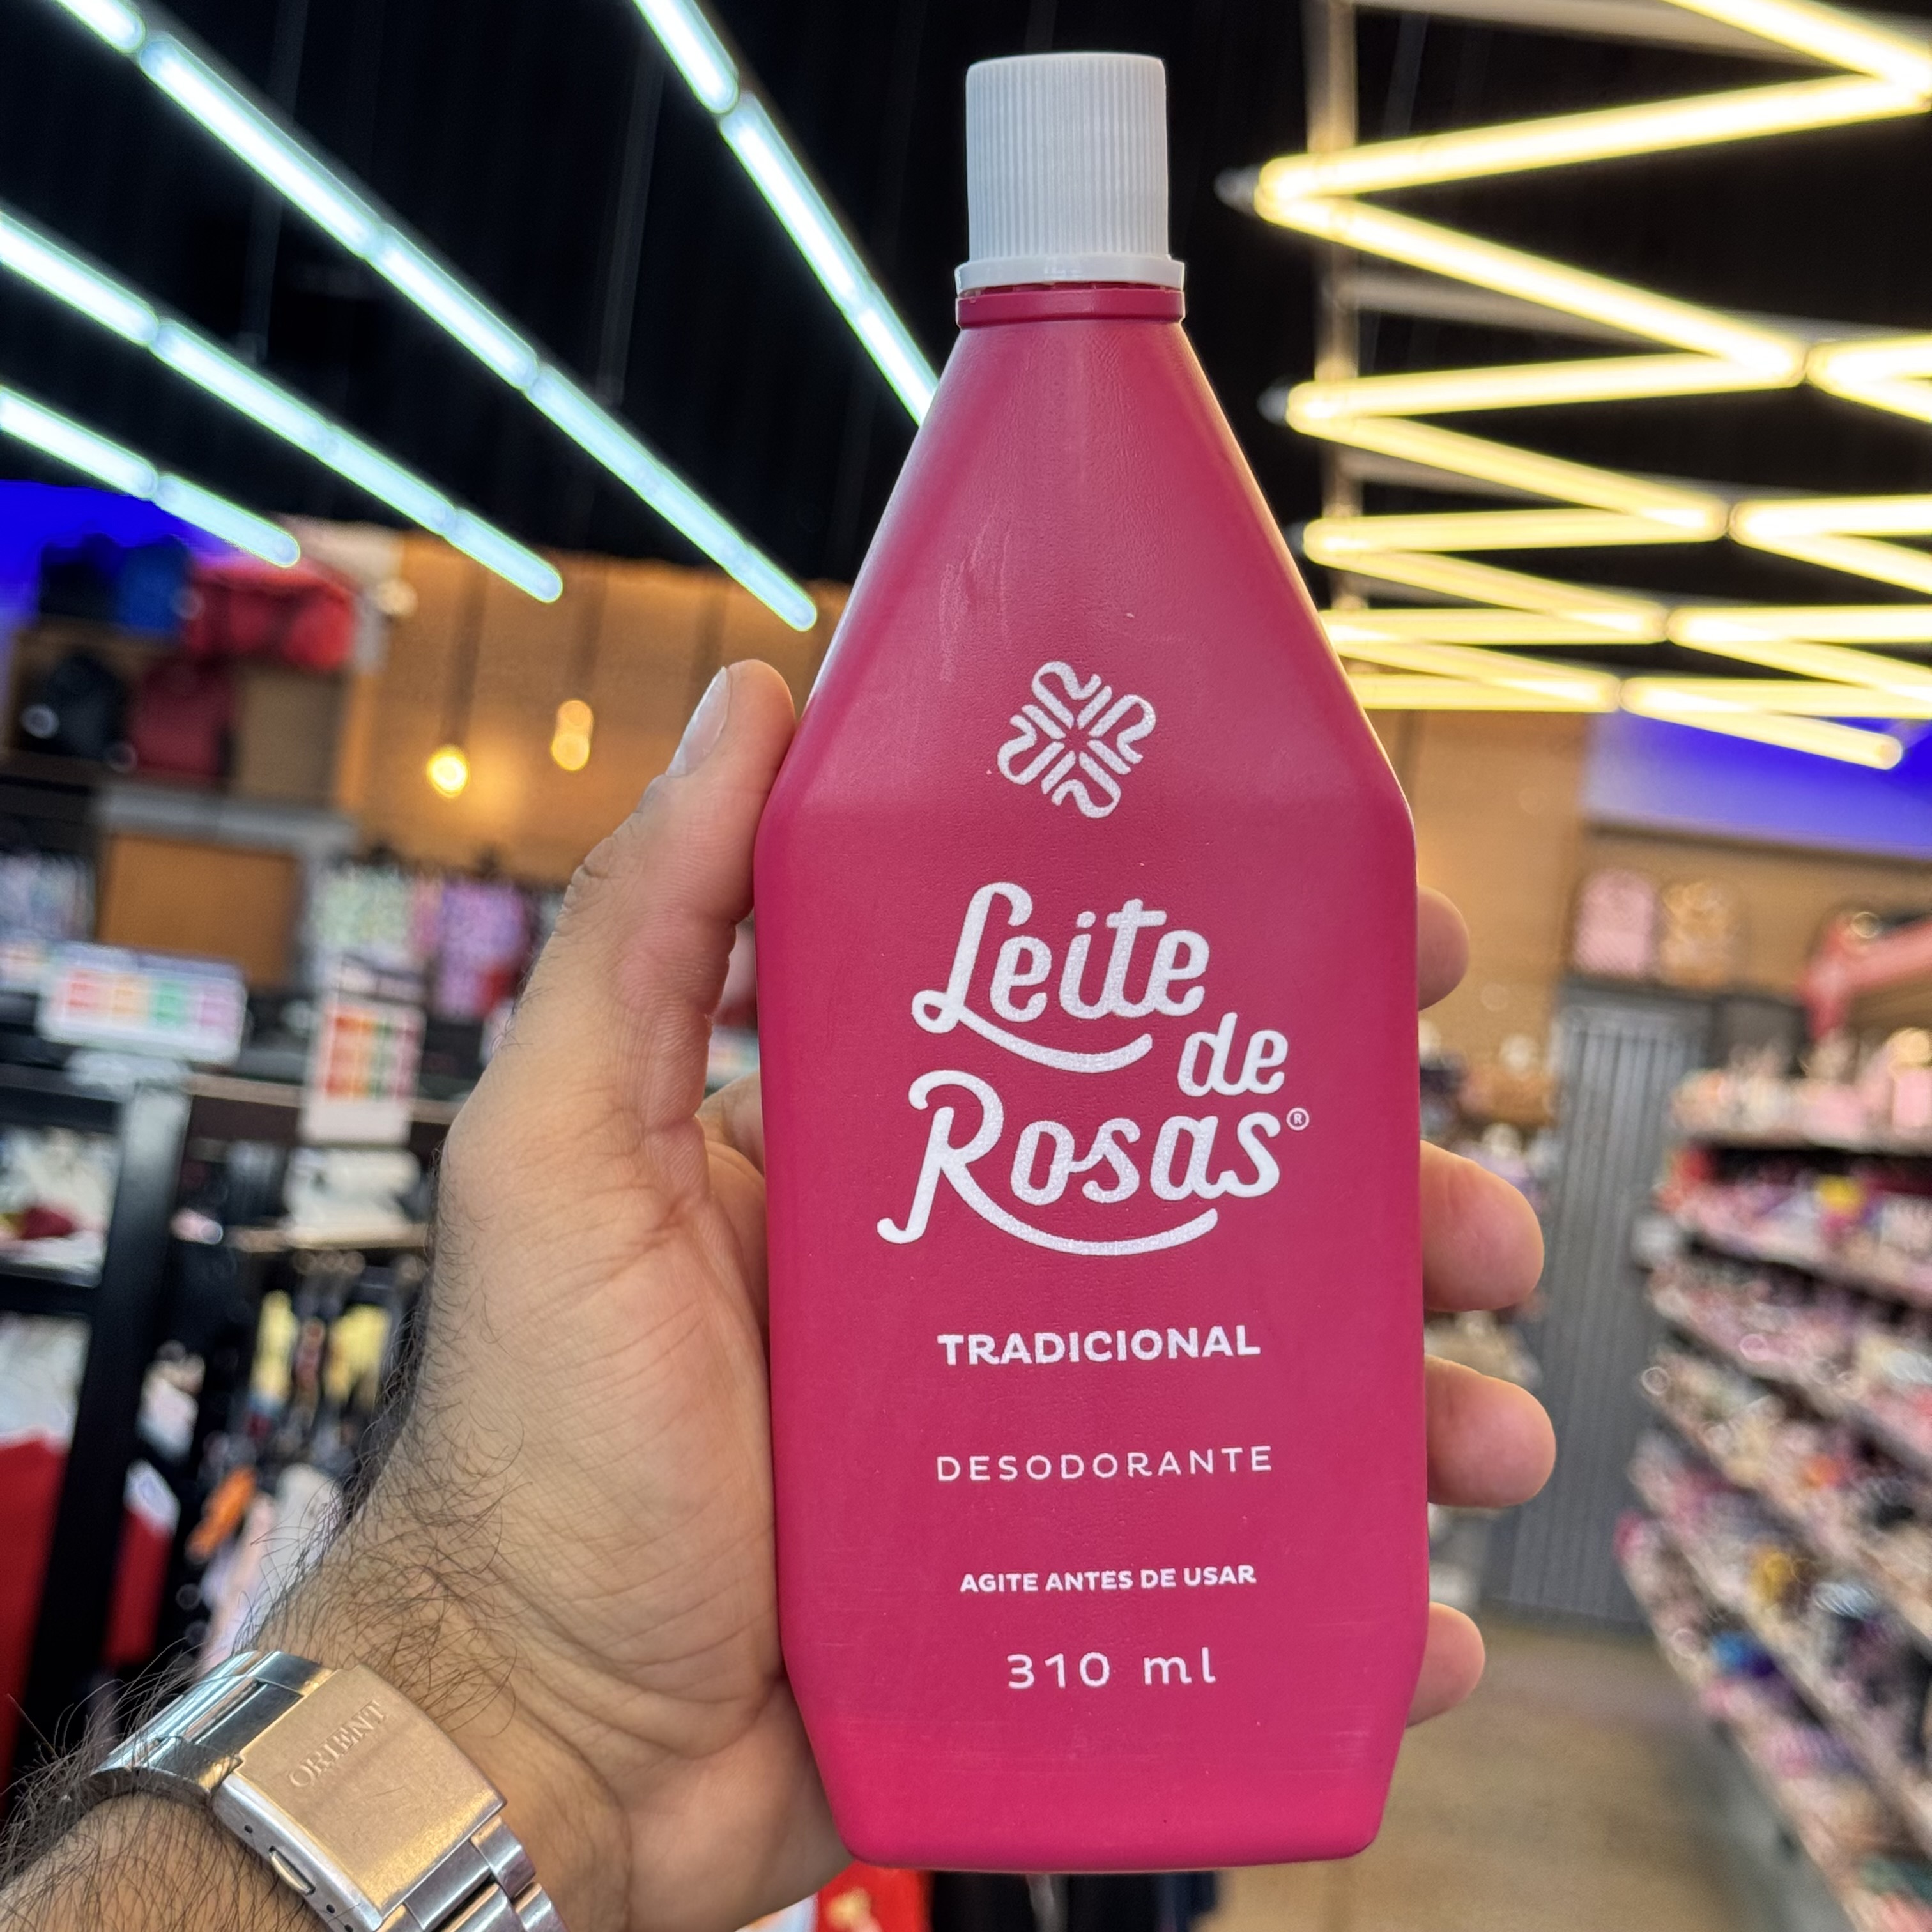 Leite
de
Rosas®
TRADICIONAL
DESODORANTE
AGITE ANTES DE USAR
310 ml
ORIENT